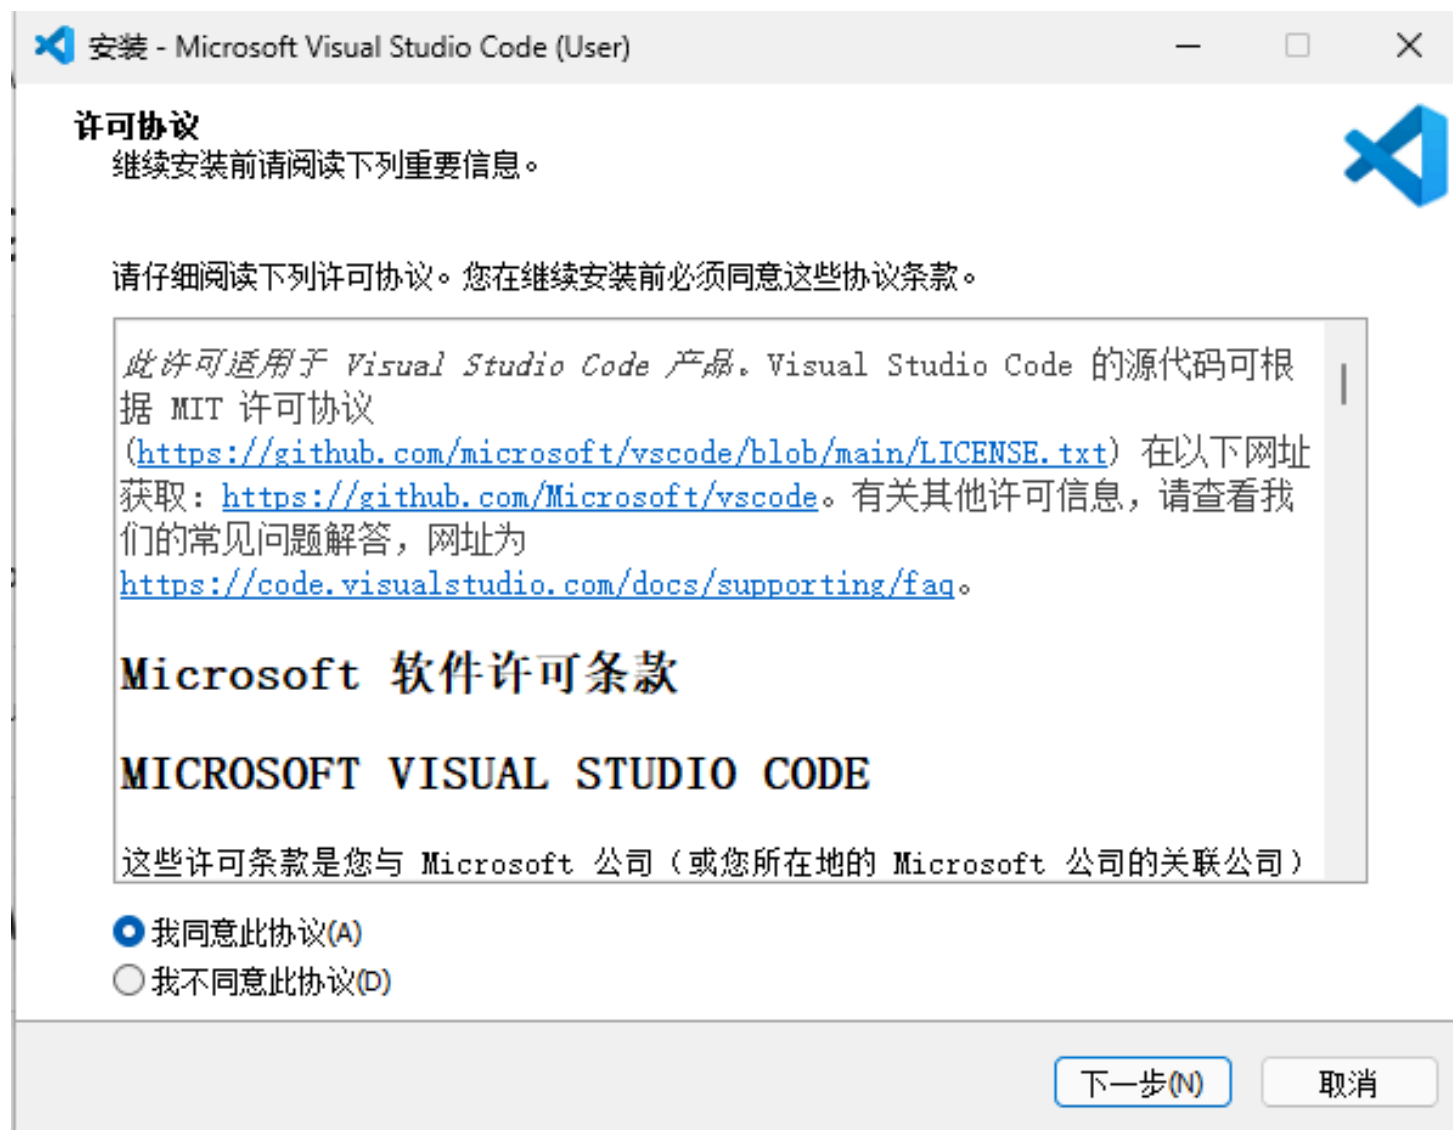 安装 - Microsoft Visual Studio Code (User)
许可协议
继续安装前请阅读下列重要信息。
请仔细阅读下列许可协议。您在继续安装前必须同意这些协议条款。
此许可适用于 Visual Studio Code 产品。Visual Studio Code 的源代码可根
据 MIT 许可协议
(https://github.com/microsoft/vscode/blob/main/LICENSE.txt) 在以下网址
获取: https://github.com/Microsoft/vscode。有关其他许可信息，请查看我
们的常见问题解答，网址为
https://code.visualstudio.com/docs/supporting/faq。
Microsoft 软件许可条款
MICROSOFT VISUAL STUDIO CODE
这些许可条款是您与 Microsoft 公司（或您所在地的 Microsoft 公司的关联公司）
我同意此协议(A)
我不同意此协议(D)
下一步(N)
取消